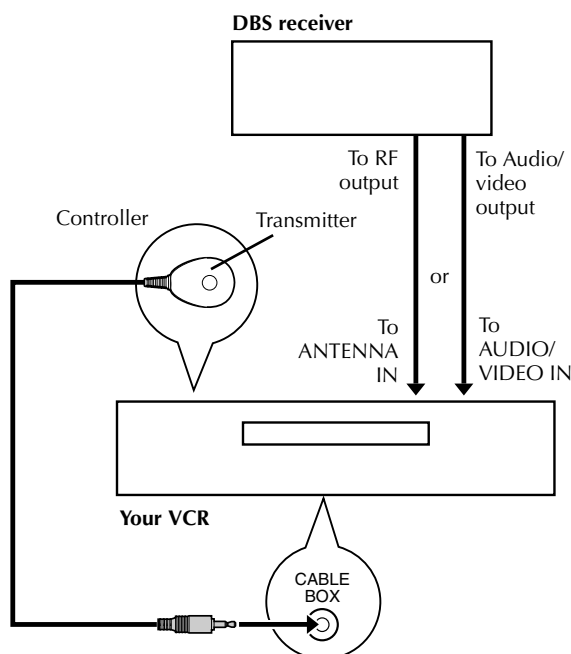 DBS receiver
To RF
output
To Audio/
video
output
Controller
Transmitter
or
To
ANTENNA
IN
To
AUDIO/
VIDEO IN
Your VCR
CABLE
BOX